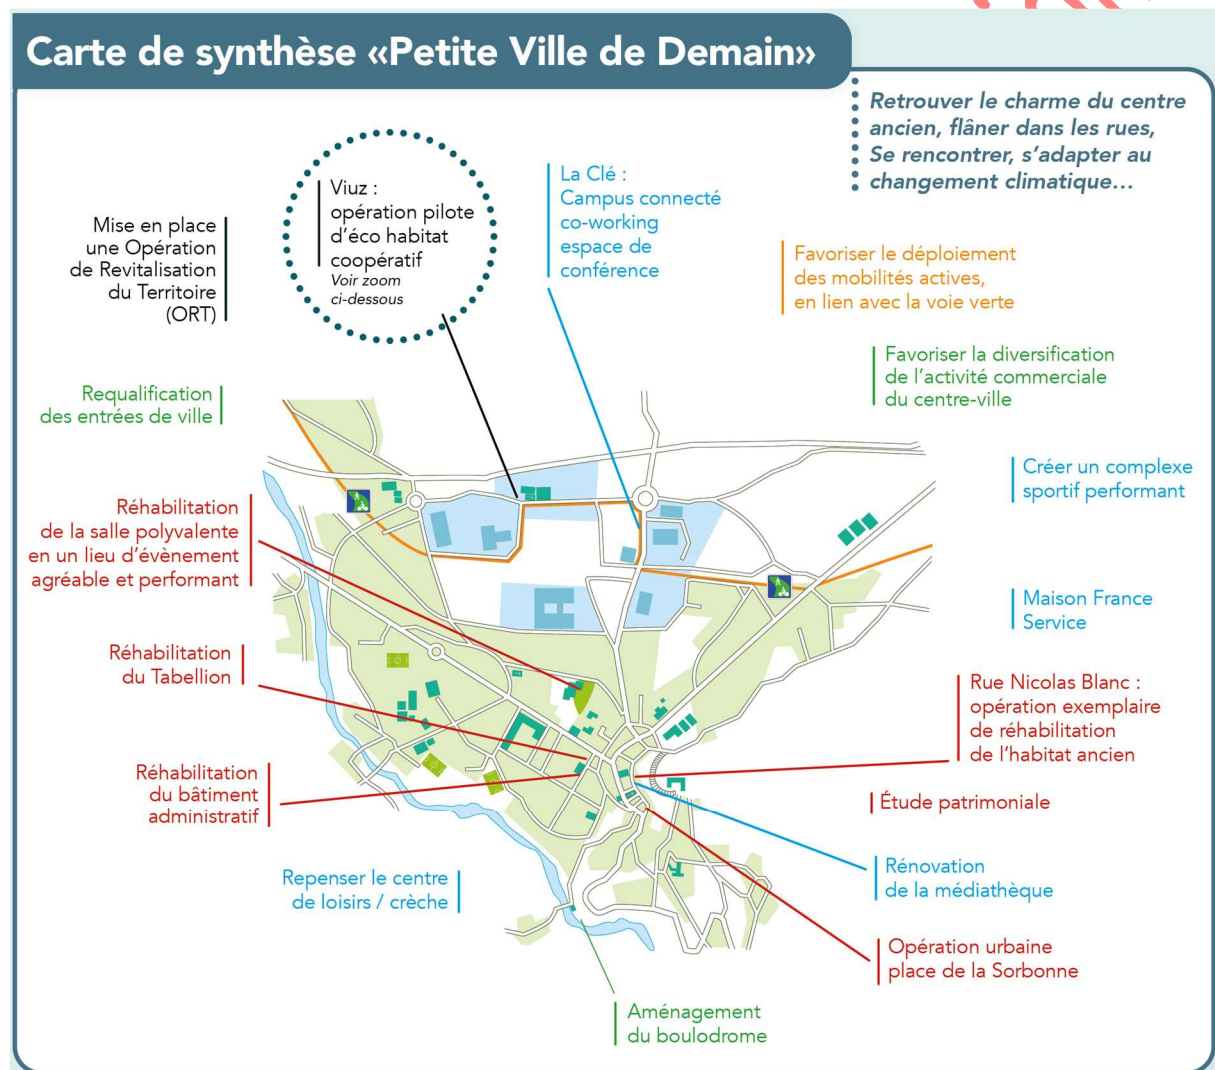 Carte de synthèse «Petite Ville de Demain»
Retrouver le charme du centre
ancien, flâner dans les rues,
Se rencontrer, s’adapter au
changement climatique...
Viuz :
opération pilote
d’éco habitat
coopératif
Voir zoom
ci-dessous
La Clé :
Campus connecté
co-working
espace de
conférence
Mise en place
une Opération
de Revitalisation
du Territoire
(ORT)
Favoriser le déploiement
des mobilités actives,
en lien avec la voie verte
Favoriser la diversification
de l’activité commerciale
du centre-ville
Requalification
des entrées de ville
Créer un complexe
sportif performant
Réhabilitation
de la salle polyvalente
en un lieu d’évènement
agréable et performant
Maison France
Service
Réhabilitation
du Tabellion
Rue Nicolas Blanc :
opération exemplaire
de réhabilitation
de l’habitat ancien
Réhabilitation
du bâtiment
administratif
Étude patrimoniale
Repenser le centre
de loisirs / crèche
Rénovation
de la médiathèque
Opération urbaine
place de la Sorbonne
Aménagement
du boulodrome